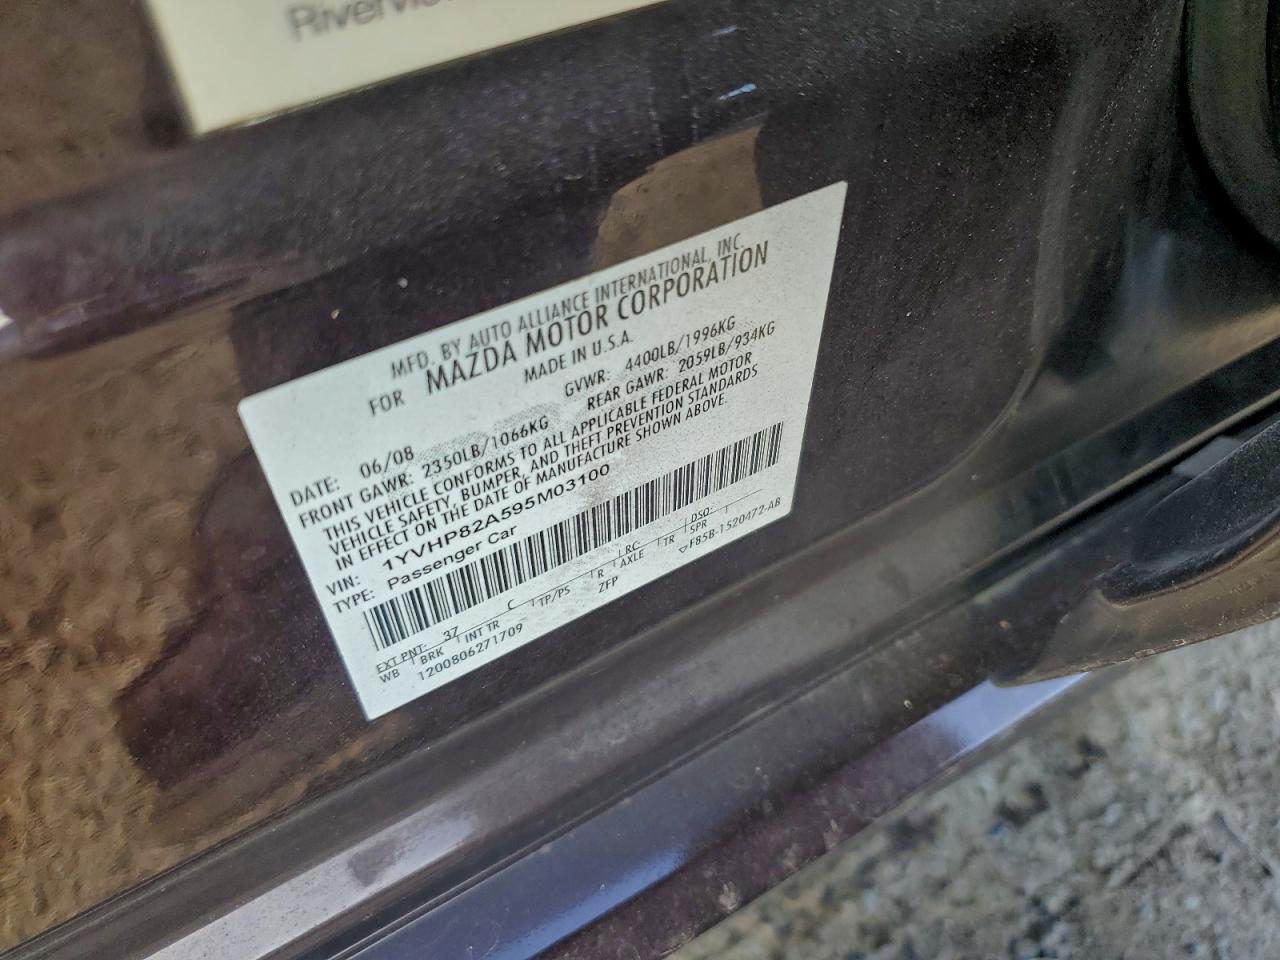 MFD. BY AUTO ALLIANCE INTERNATIONAL, INC.
FOR MAZDA MOTOR CORPORATION
MADE IN U.S.A.
DATE: 06/08 GVWR: 4400LB/1996KG
FRONT GAWR: 2350LB/1066KG REAR GAWR: 2059LB/934KG
THIS VEHICLE CONFORMS TO ALL APPLICABLE FEDERAL MOTOR
VEHICLE SAFETY, BUMPER, AND THEFT PREVENTION STANDARDS
IN EFFECT ON THE DATE OF MANUFACTURE SHOWN ABOVE.
VIN: 1YVHP82A595M03100
TYPE: Passenger Car
EXT PNT: 37 C RC: DSO:
WB BRK INT TR TP/PS R AXLE TR SPR
1200806271709 ZFP F85B-1520472-AB